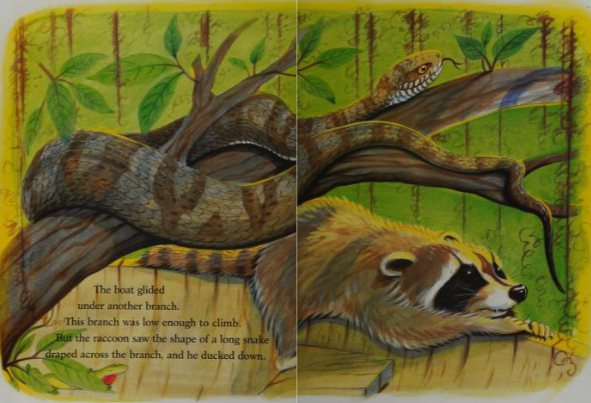 The boat glided
under another branch.
This branch was low enough to climb.
But the raccoon saw the shape of a long snake
draped across the branch, and he ducked down.